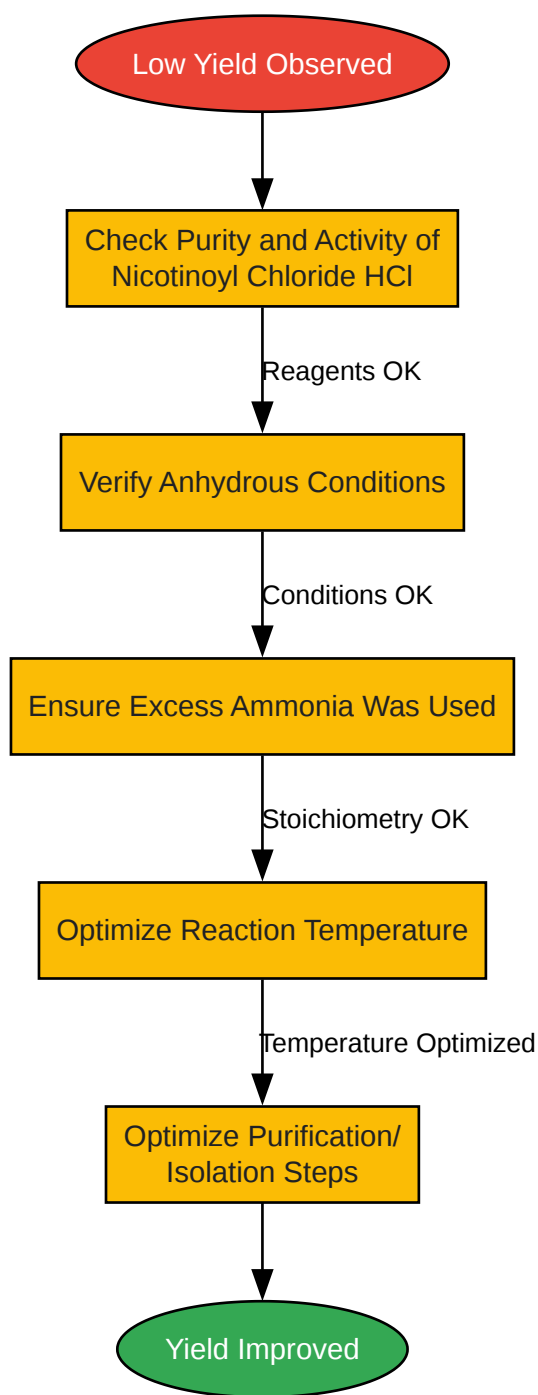 Low Yield Observed
Check Purity and Activity of
Nicotinoyl Chloride HCl
Reagents OK
Verify Anhydrous Conditions
Conditions OK
Ensure Excess Ammonia Was Used
Stoichiometry OK
Optimize Reaction Temperature
Temperature Optimized
Optimize Purification/
Isolation Steps
Yield Improved